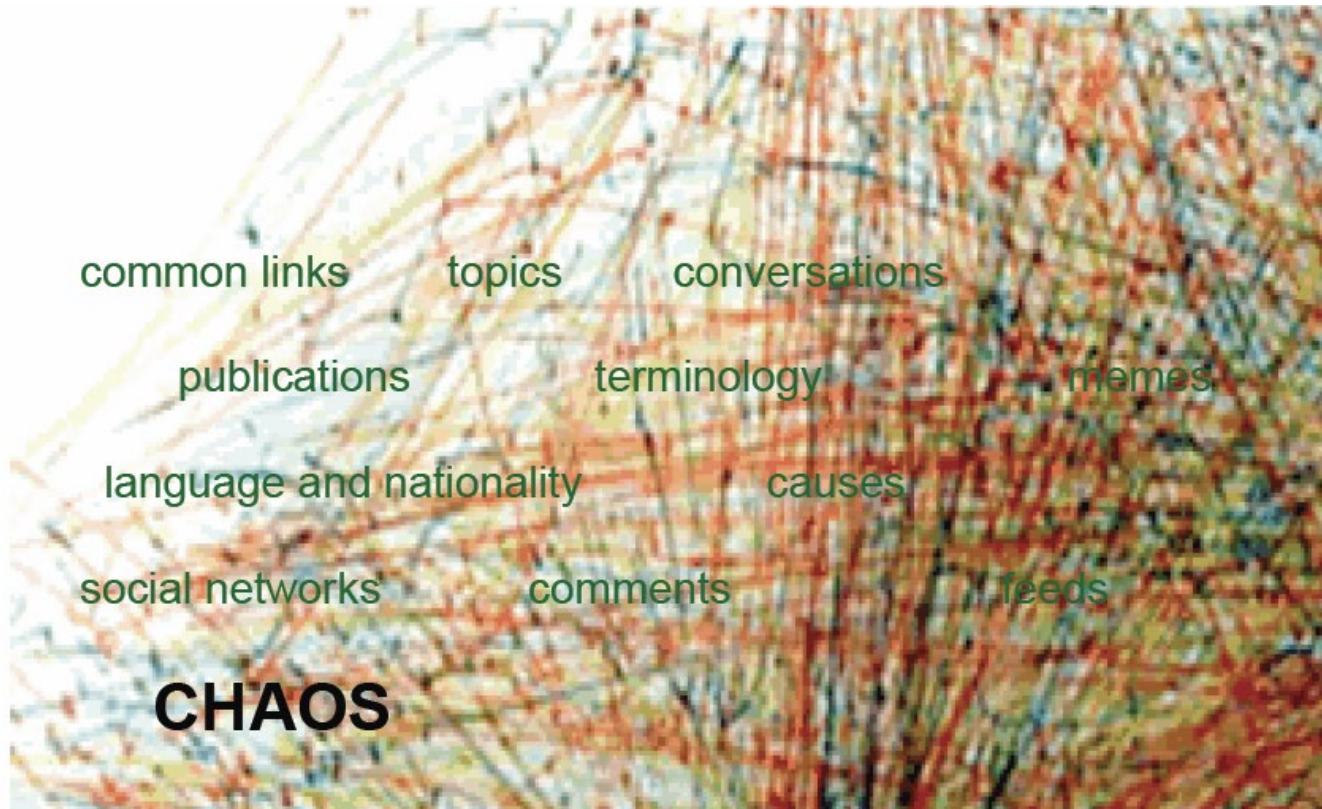 common links topics conversations
publications terminology memes
language and nationality causes
social networks comments feeds
CHAOS